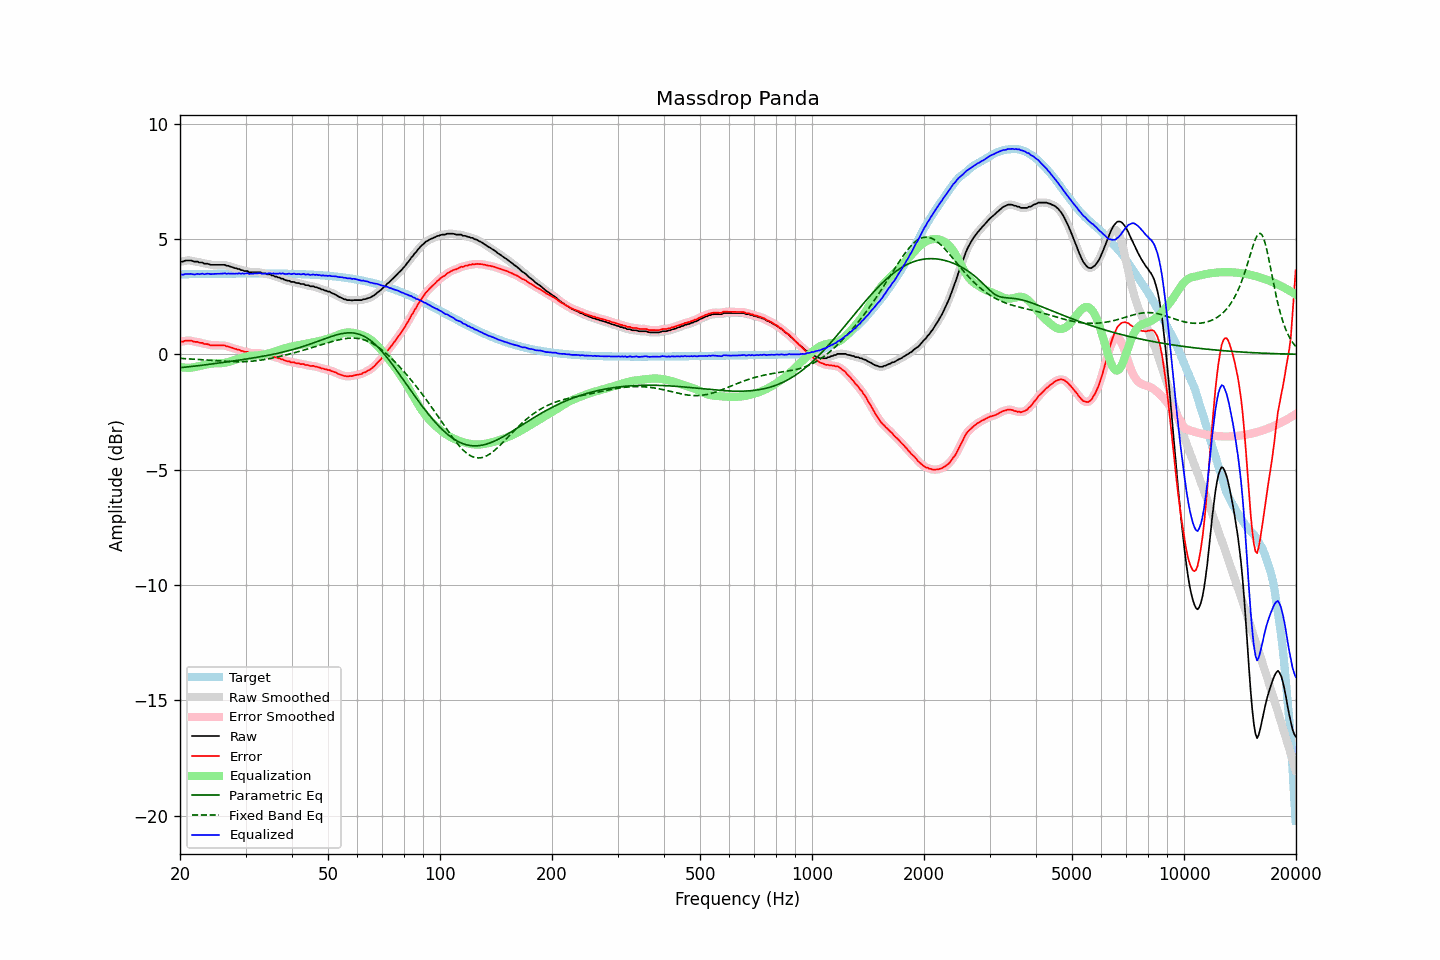 Massdrop Panda
10
5
0
−5
−10
−15
−20
Amplitude (dBr)
Target
Raw Smoothed
Error Smoothed
Raw
Error
Equalization
Parametric Eq
Fixed Band Eq
Equalized
20 50 100 200 500 1000 2000 5000 10000 20000
Frequency (Hz)